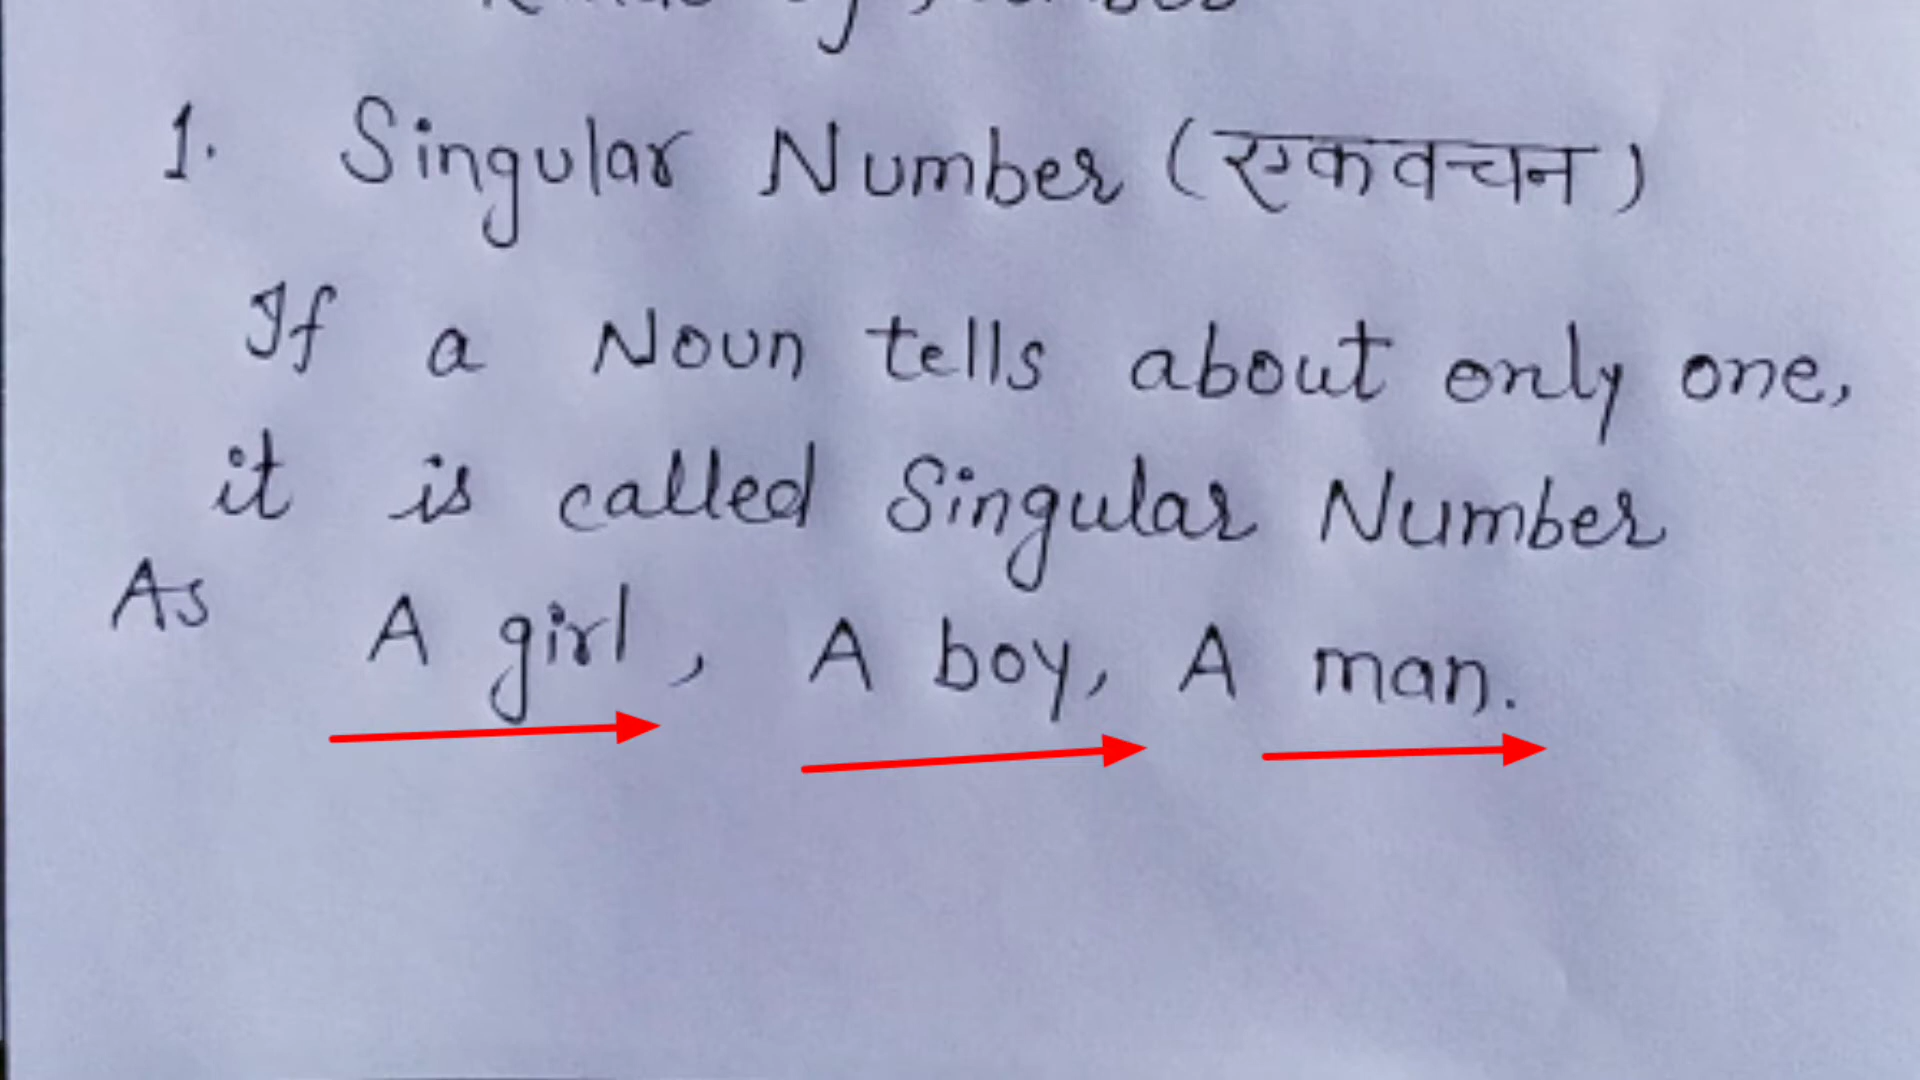 1. Singular Number (एकवचन)
If a Noun tells about only one,
it is called Singular Number
As A girl, A boy, A man.